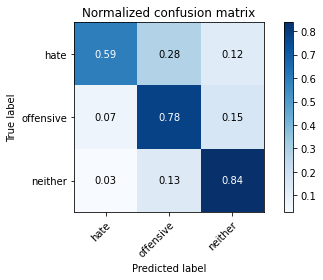 Normalized confusion matrix
True label
hate
offensive
neither
0.59 0.28 0.12
0.07 0.78 0.15
0.03 0.13 0.84
hate
offensive
neither
Predicted label
0.8
0.7
0.6
0.5
0.4
0.3
0.2
0.1